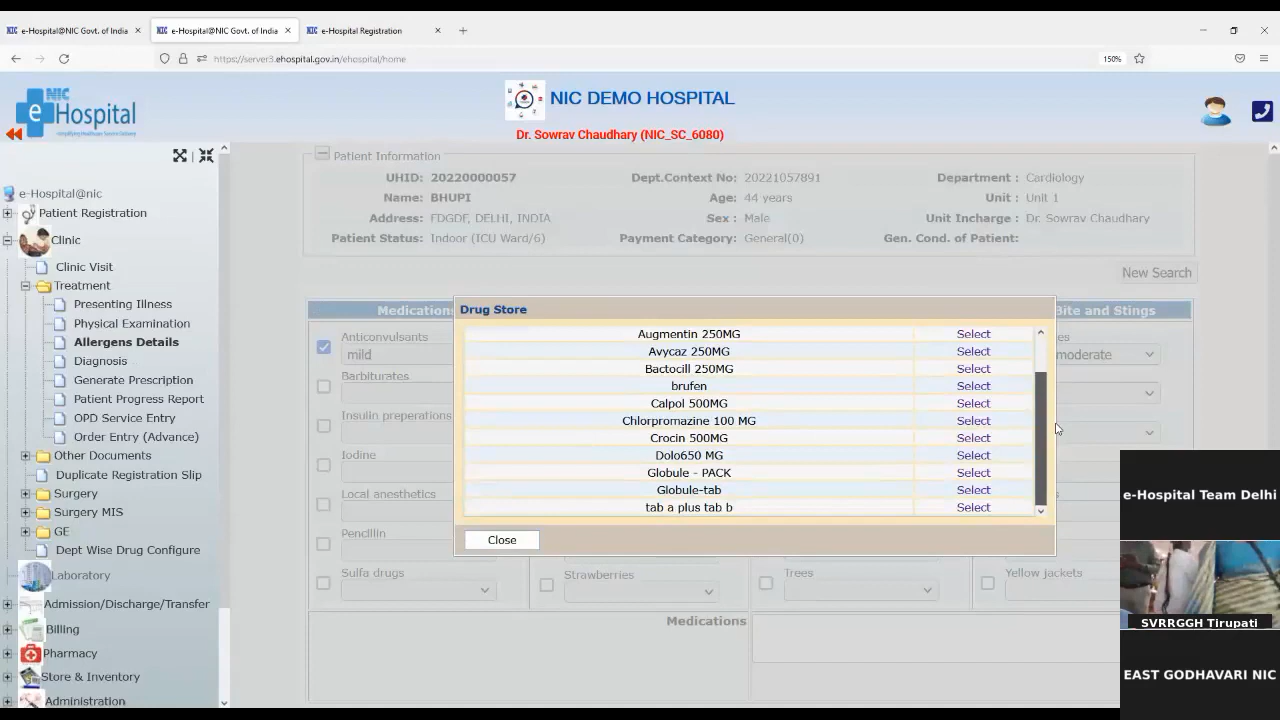 e-Hospital@NIC Govt. of India
e-Hospital@NIC Govt. of India
e-Hospital Registration
https://server3.ehospital.gov.in/ehospital/home
150%
NIC
eHospital
NIC DEMO HOSPITAL
Dr. Sowrav Chaudhary (NIC_SC_6080)
e-Hospital@nic
Patient Registration
Clinic
Clinic Visit
Treatment
Presenting Illness
Physical Examination
Allergens Details
Diagnosis
Generate Prescription
Patient Progress Report
OPD Service Entry
Order Entry (Advance)
Other Documents
Duplicate Registration Slip
Surgery
Surgery MIS
GE
Dept Wise Drug Configure
Laboratory
Admission/Discharge/Transfer
Billing
Pharmacy
Store & Inventory
Administration
Patient Information
UHID: 20220000057 Dept.Context No: 20221057891 Department : Cardiology
Name: BHUPI Age: 44 years Unit : Unit 1
Address: FDGDF, DELHI, INDIA Sex : Male Unit Incharge : Dr. Sowrav Chaudhary
Patient Status: Indoor (ICU Ward/6) Payment Category: General(0) Gen. Cond. of Patient:
New Search
Medications
Bite and Stings
Anticonvulsants
mild
moderate
Barbiturates
Insulin preperations
Iodine
Local anesthetics
Pencillin
Sulfa drugs
Strawberries
Trees
Yellow jackets
Medications
Drug Store
Augmentin 250MG Select
Avycaz 250MG Select
Bactocill 250MG Select
brufen Select
Calpol 500MG Select
Chlorpromazine 100 MG Select
Crocin 500MG Select
Dolo650 MG Select
Globule - PACK Select
Globule-tab Select
tab a plus tab b Select
Close
e-Hospital Team Delhi
SVRRGGH Tirupati
EAST GODHAVARI NIC